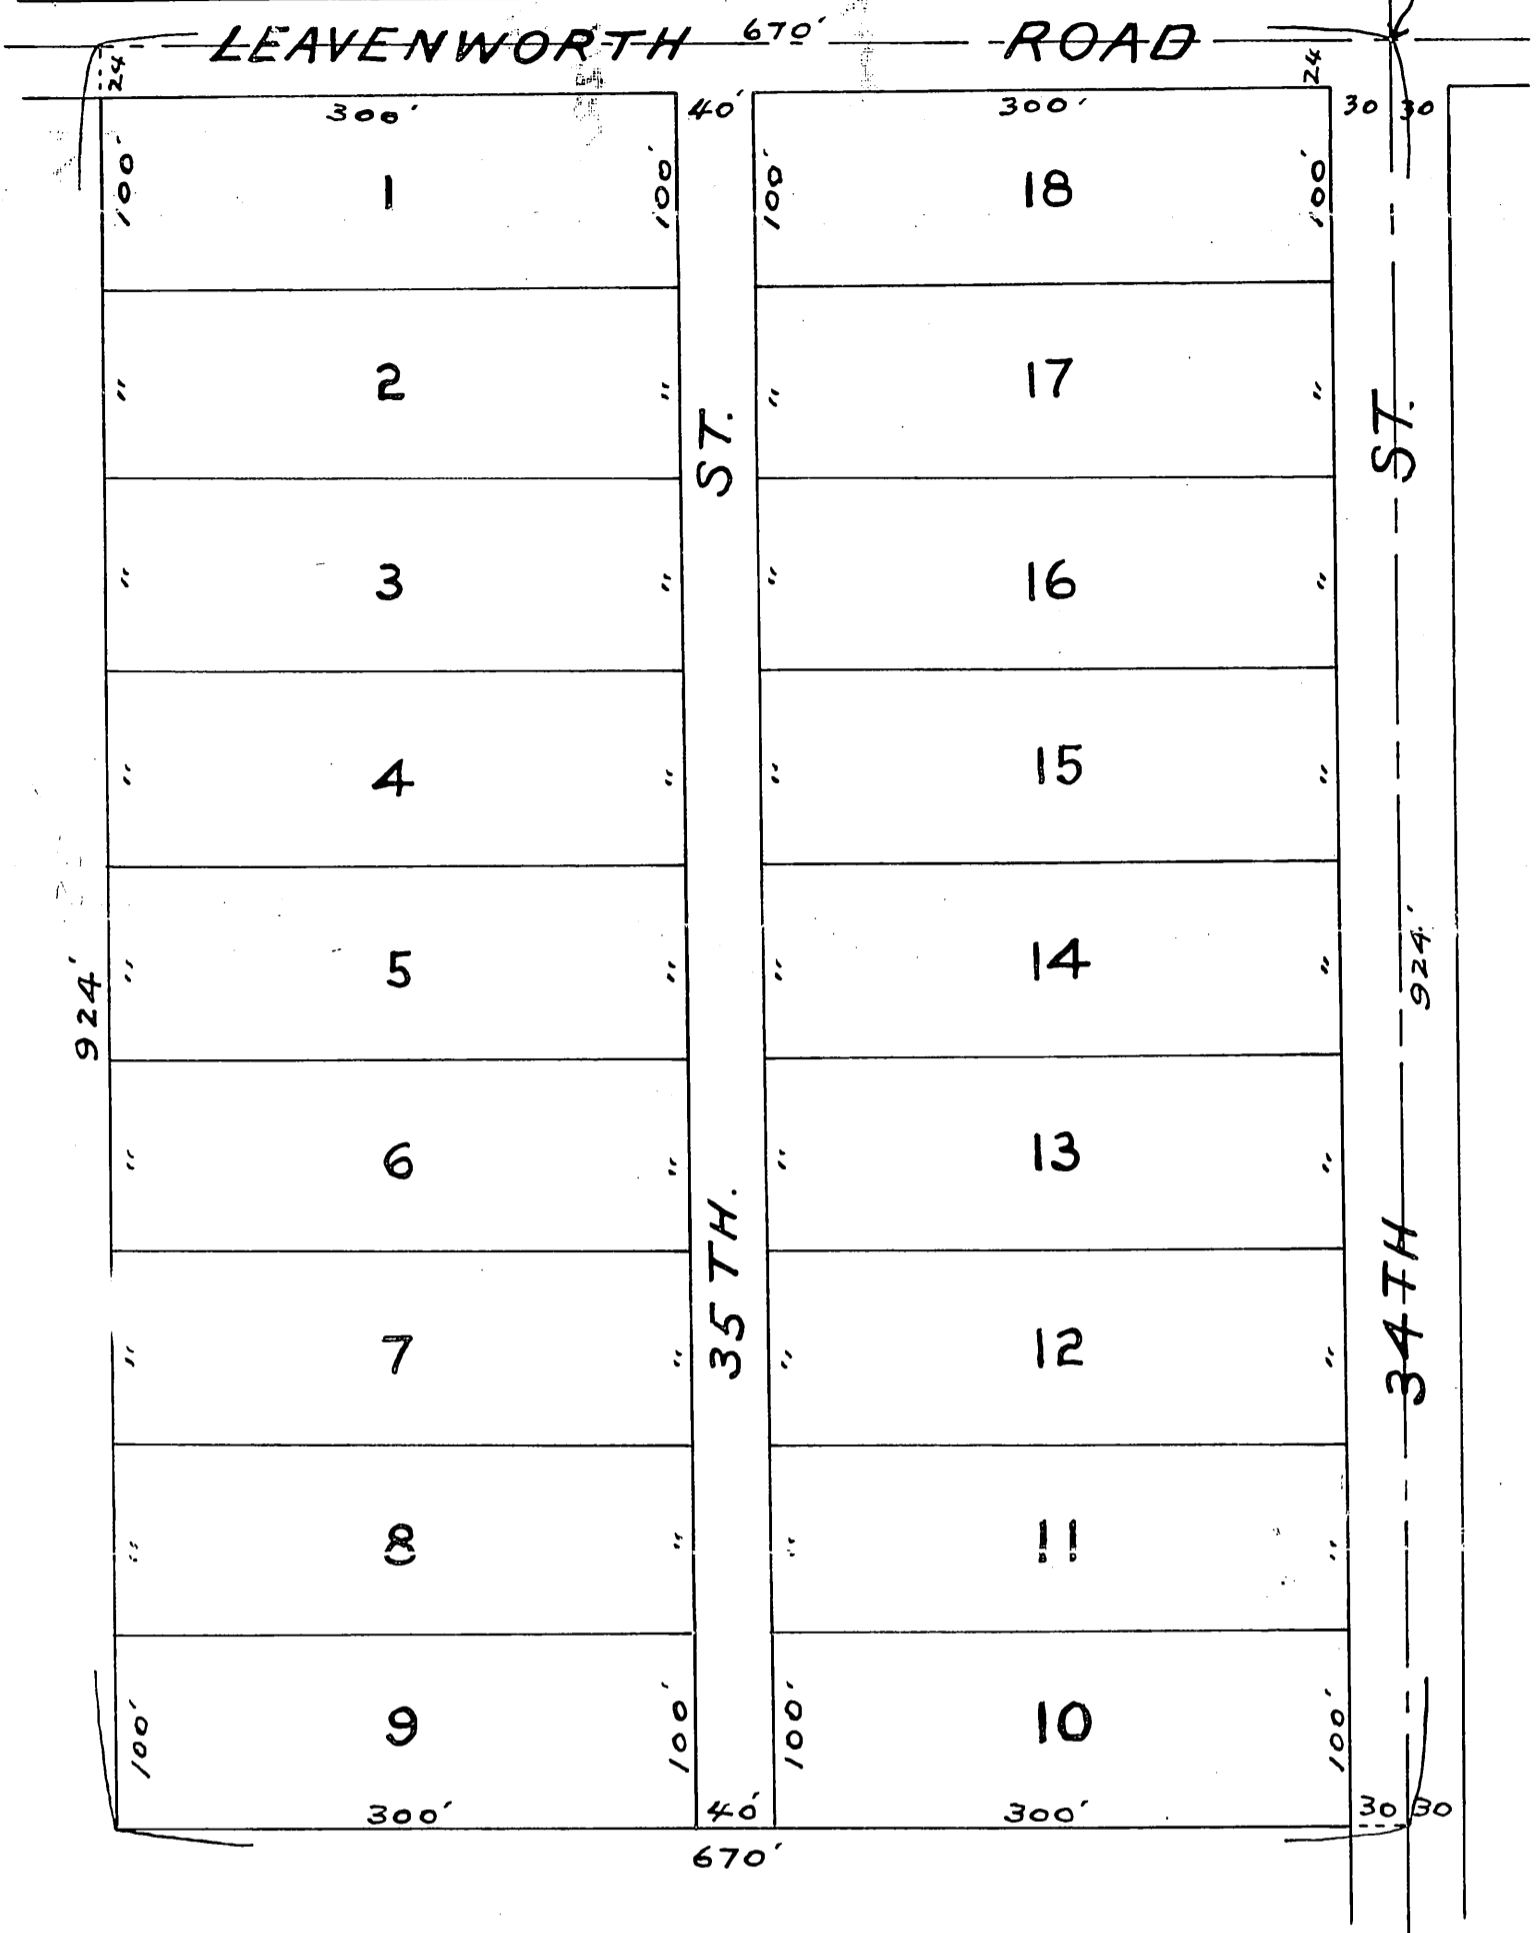 LEAVENWORTH 670' ROAD
24 24
300' 40' 300' 30 30
100' 1 100' 100' 18 100'
" 2 " ST. " 17 " ST.
" 3 " " 16 "
" 4 " " 15 "
924' " 5 " " 14 " 924'
" 6 " " 13 "
" 7 " 35TH. " 12 " 34TH
" 8 " " 11 "
100' 9 100' 100' 10 100'
300' 40' 300' 30 30
670'